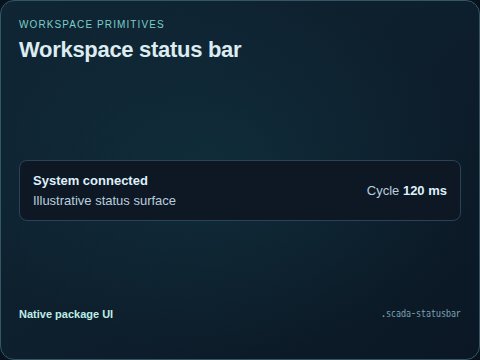 WORKSPACE PRIMITIVES
Workspace status bar
System connected
Illustrative status surface
Cycle 120 ms
Native package UI
.scada-statusbar